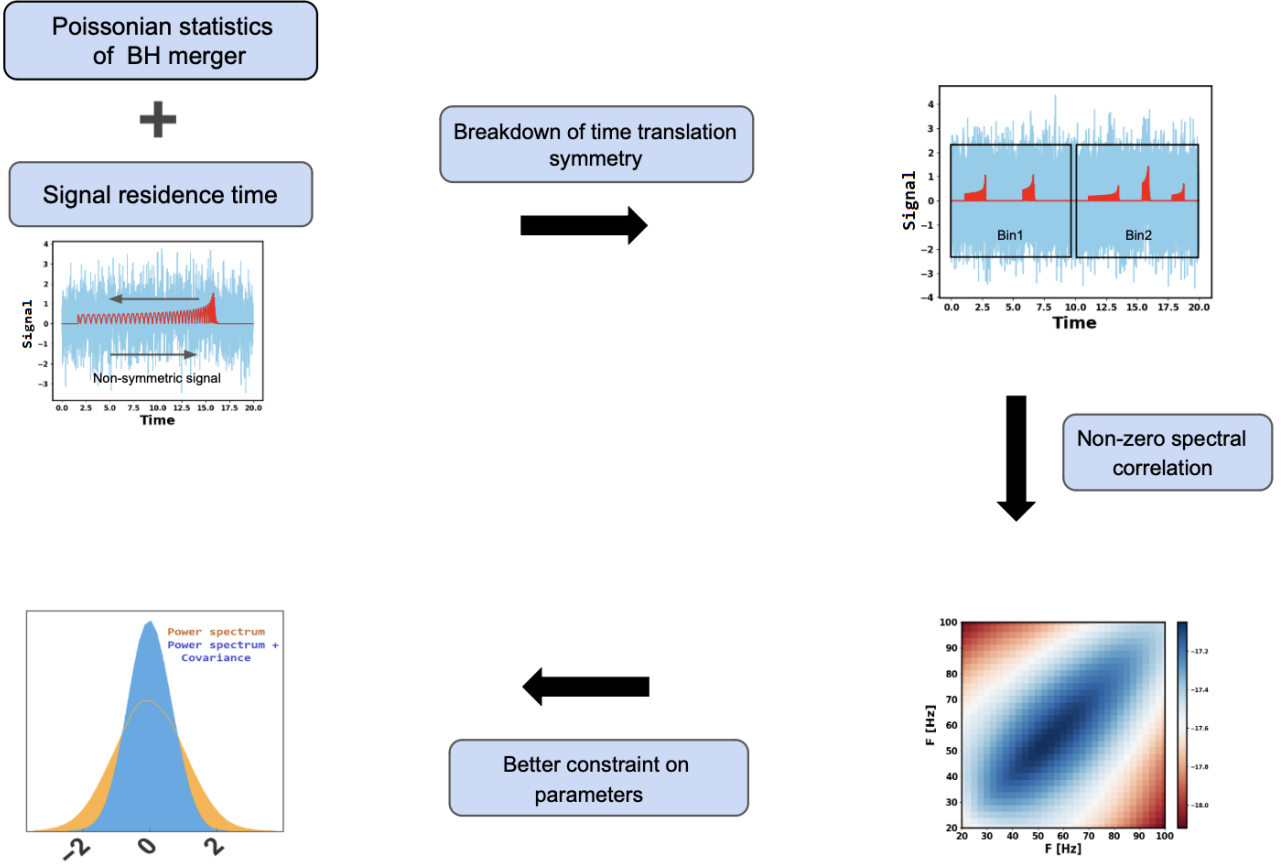 Poissonian statistics
of BH merger
+
Signal residence time
4
3
2
1
0
−1
−2
−3
Signal
Non-symmetric signal
0.0 2.5 5.0 7.5 10.0 12.5 15.0 17.5 20.0
Time
Breakdown of time translation
symmetry
4
3
2
1
0
−1
−2
−3
−4
Signal
Bin1 Bin2
0.0 2.5 5.0 7.5 10.0 12.5 15.0 17.5 20.0
Time
Non-zero spectral
correlation
100
90
80
70
60
50
40
30
20
F [Hz]
20 30 40 50 60 70 80 90 100
F [Hz]
−17.2
−17.4
−17.6
−17.8
−18.0
Better constraint on
parameters
Power spectrum
Power spectrum +
Covariance
−2 0 2